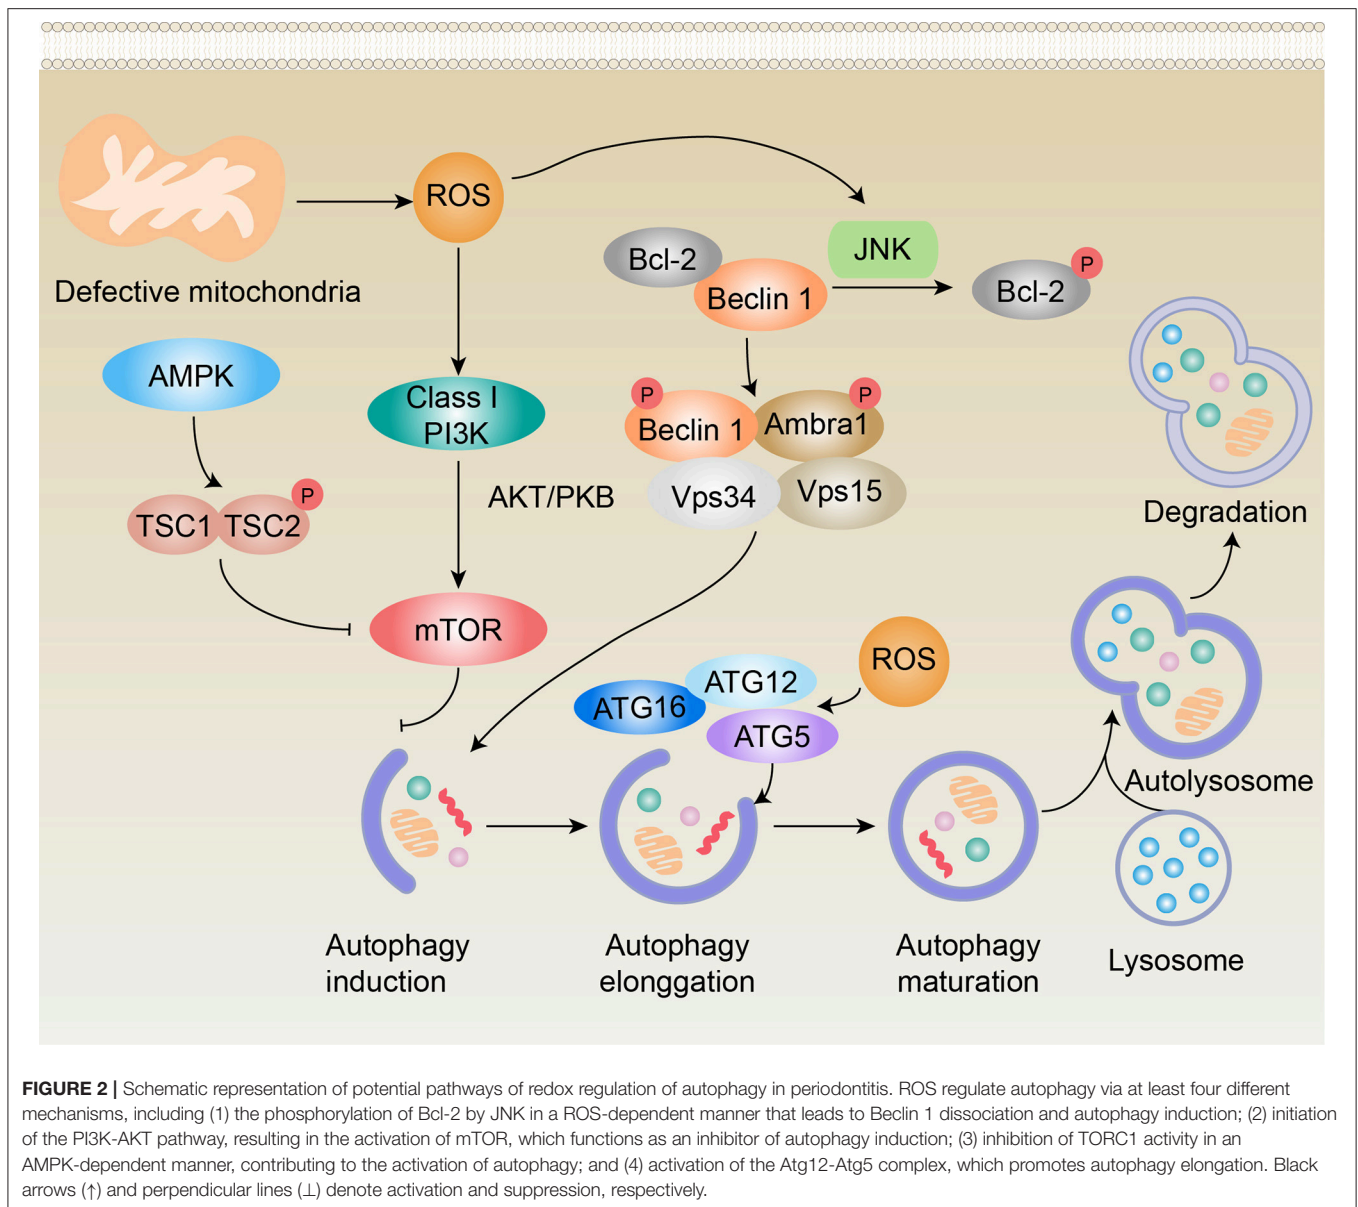 ROS
Defective mitochondria
Bcl-2
Beclin 1
JNK
Bcl-2
P
AMPK
Class I
PI3K
P
Beclin 1
Ambra1
P
Vps34
Vps15
TSC1
TSC2
P
AKT/PKB
mTOR
Degradation
ROS
ATG16
ATG12
ATG5
Autolysosome
Autophagy
induction
Autophagy
elonggation
Autophagy
maturation
Lysosome
FIGURE 2 | Schematic representation of potential pathways of redox regulation of autophagy in periodontitis. ROS regulate autophagy via at least four different
mechanisms, including (1) the phosphorylation of Bcl-2 by JNK in a ROS-dependent manner that leads to Beclin 1 dissociation and autophagy induction; (2) initiation
of the PI3K-AKT pathway, resulting in the activation of mTOR, which functions as an inhibitor of autophagy induction; (3) inhibition of TORC1 activity in an
AMPK-dependent manner, contributing to the activation of autophagy; and (4) activation of the Atg12-Atg5 complex, which promotes autophagy elongation. Black
arrows (↑) and perpendicular lines (⊥) denote activation and suppression, respectively.